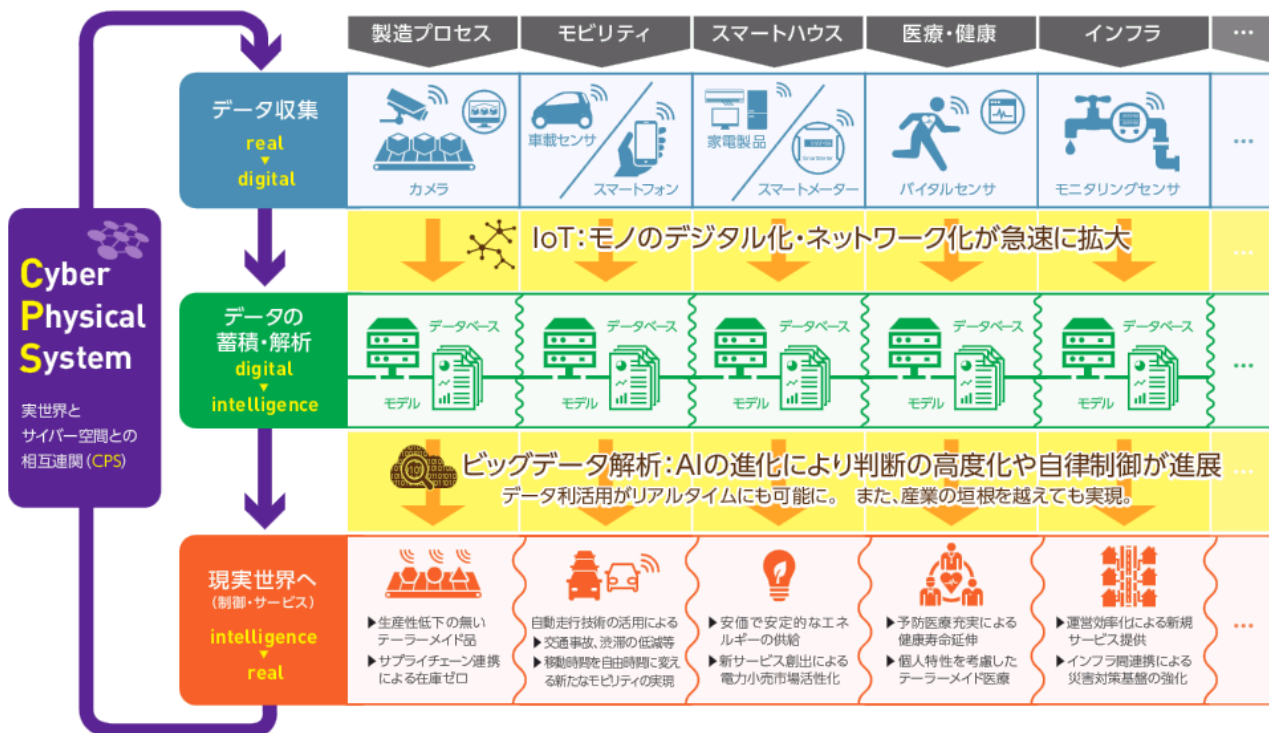 製造プロセス
モビリティ
スマートハウス
医療・健康
インフラ
…
Cyber
Physical
System
実世界と
サイバー空間との
相互連関(CPS)
データ収集
real
digital
カメラ
車載センサ
スマートフォン
家電製品
スマートメーター
バイタルセンサ
モニタリングセンサ
…
IoT:モノのデジタル化・ネットワーク化が急速に拡大
…
データの
蓄積・解析
digital
intelligence
データベース
モデル
データベース
モデル
データベース
モデル
データベース
モデル
データベース
モデル
…
ビッグデータ解析:AIの進化により判断の高度化や自律制御が進展
データ利活用がリアルタイムにも可能に。 また、産業の垣根を越えても実現。
…
現実世界へ
(制御・サービス)
intelligence
real
▶生産性低下の無い
テーラーメイド品
▶サプライチェーン連携
による在庫ゼロ
自動走行技術の活用による
▶交通事故、渋滞の低減等
▶移動時間を自由時間に変え
る新たなモビリティの実現
▶安価で安定的なエネ
ルギーの供給
▶新サービス創出による
電力小売市場活性化
▶予防医療充実による
健康寿命延伸
▶個人特性を考慮した
テーラーメイド医療
▶運営効率化による新規
サービス提供
▶インフラ間連携による
災害対策基盤の強化
…